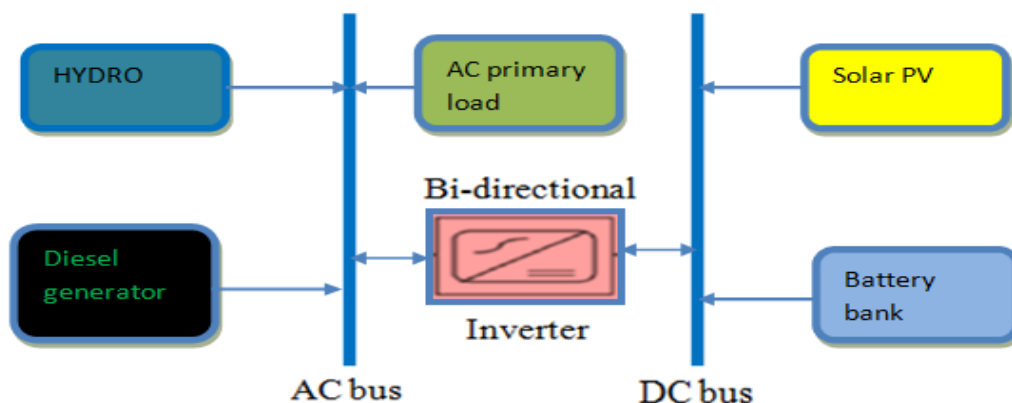 HYDRO
AC primary
load
Solar PV
Bi-directional
Diesel
generator
Battery
bank
Inverter
AC bus
DC bus